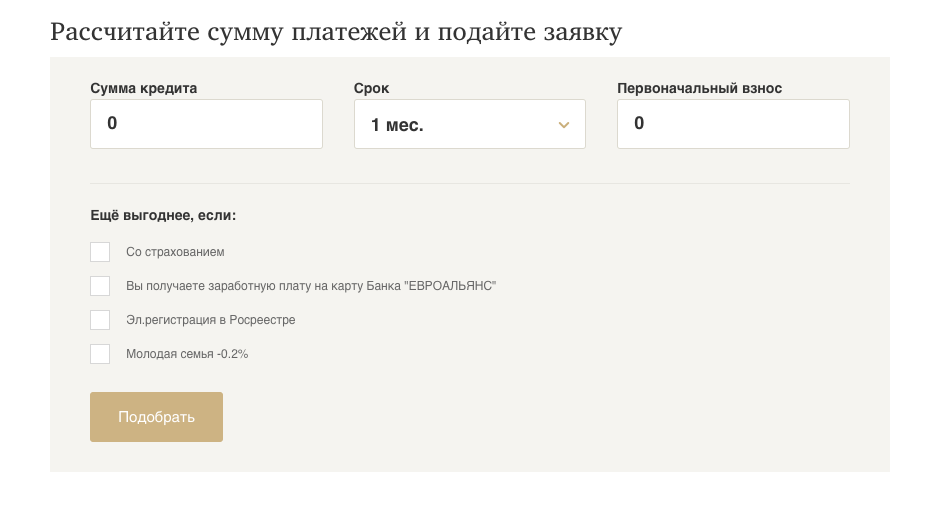 Рассчитайте сумму платежей и подайте заявку
Сумма кредита
Срок
Первоначальный взнос
0
1 мес.
0
Ещё выгоднее, если:
Со страхованием
Вы получаете заработную плату на карту Банка "ЕВРОАЛЬЯНС"
Эл.регистрация в Росреестре
Молодая семья -0.2%
Подобрать